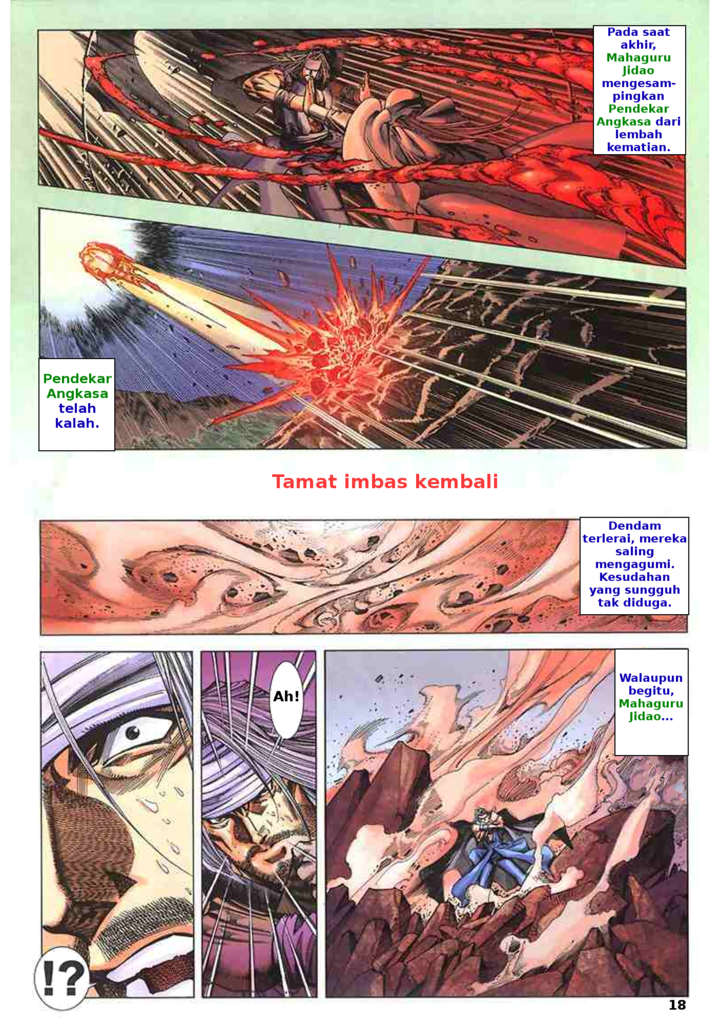 Pada saat
akhir,
Mahaguru
Jidao
mengesam-
pingkan
Pendekar
Angkasa dari
lembah
kematian.
Pendekar
Angkasa
telah
kalah.
Tamat imbas kembali
Dendam
terlerai, mereka
saling
mengagumi.
Kesudahan
yang sungguh
tak diduga.
!?
Ah!
Walaupun
begitu,
Mahaguru
Jidao...
18